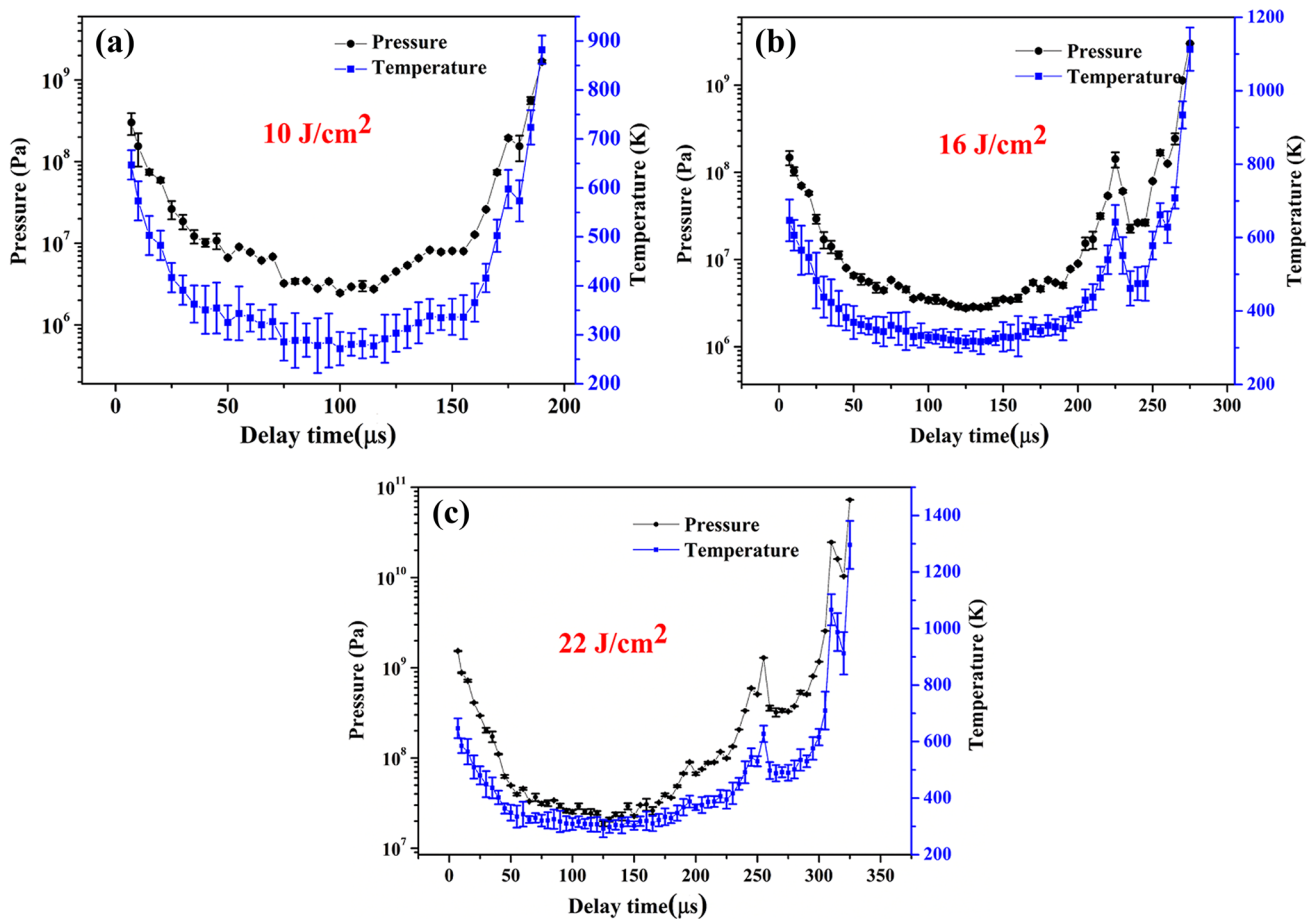 (a)
Pressure
Temperature
10 J/cm²
Pressure (Pa)
10⁹
10⁸
10⁷
10⁶
Temperature (K)
900
800
700
600
500
400
300
200
0 50 100 150 200
Delay time(μs)
(b)
Pressure
Temperature
16 J/cm²
Pressure (Pa)
10⁹
10⁸
10⁷
10⁶
Temperature (K)
1200
1000
800
600
400
200
0 50 100 150 200 250 300
Delay time(μs)
(c)
Pressure
Temperature
22 J/cm²
Pressure (Pa)
10¹¹
10¹⁰
10⁹
10⁸
10⁷
Temperature (K)
1400
1200
1000
800
600
400
200
0 50 100 150 200 250 300 350
Delay time(μs)